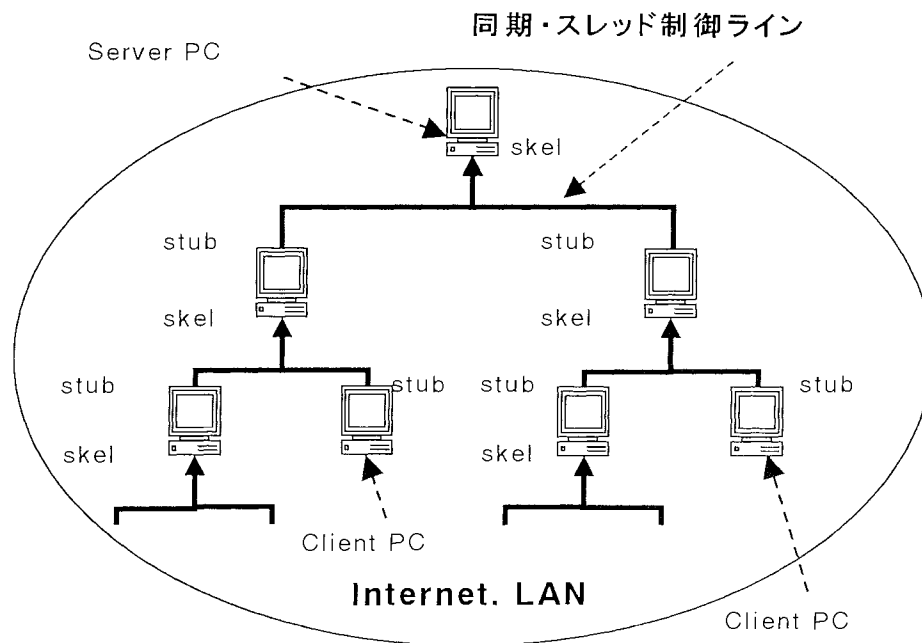 同期・スレッド制御ライン
Server PC
skel
stub
stub
skel
skel
stub
stub
stub
stub
skel
skel
Client PC
Internet. LAN
Client PC